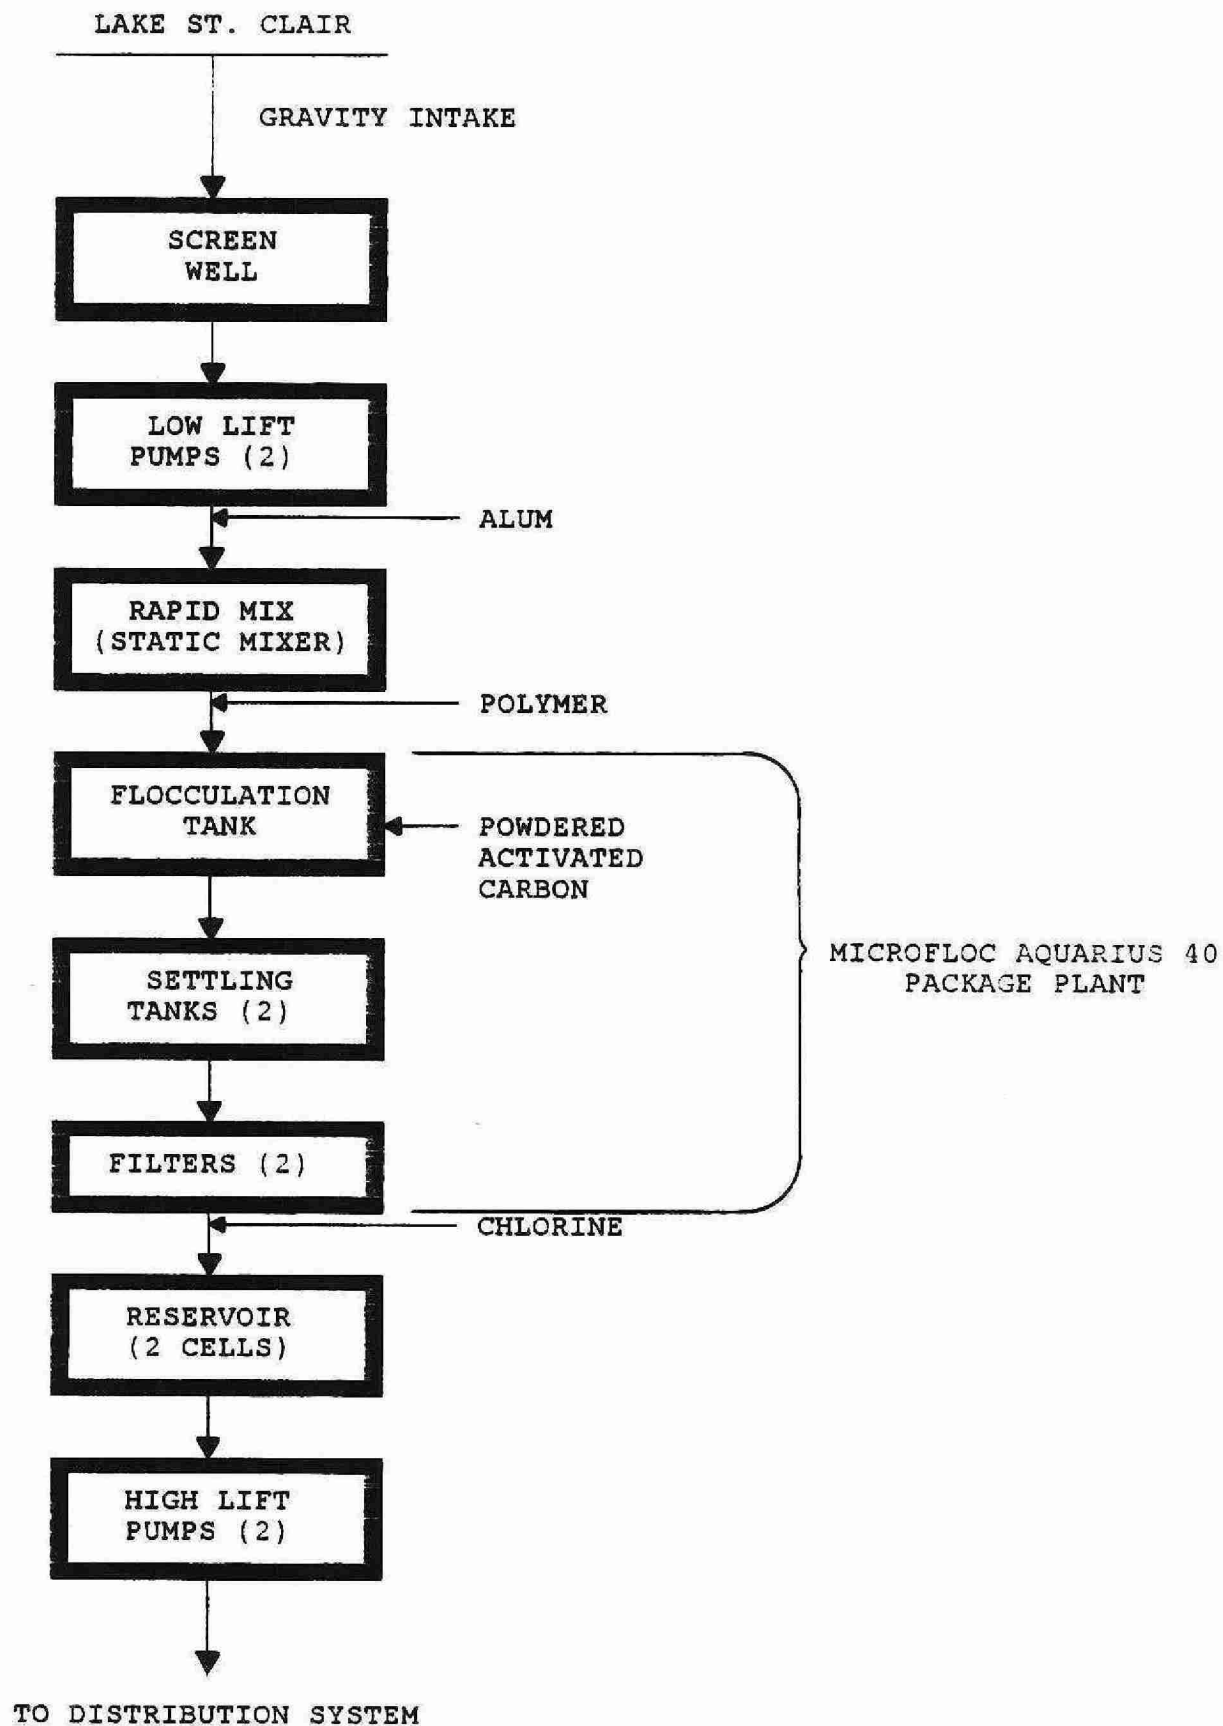 LAKE ST. CLAIR
GRAVITY INTAKE
SCREEN
WELL
LOW LIFT
PUMPS (2)
ALUM
RAPID MIX
(STATIC MIXER)
POLYMER
FLOCCULATION
TANK
POWDERED
ACTIVATED
CARBON
SETTLING
TANKS (2)
MICROFLOC AQUARIUS 40
PACKAGE PLANT
FILTERS (2)
CHLORINE
RESERVOIR
(2 CELLS)
HIGH LIFT
PUMPS (2)
TO DISTRIBUTION SYSTEM